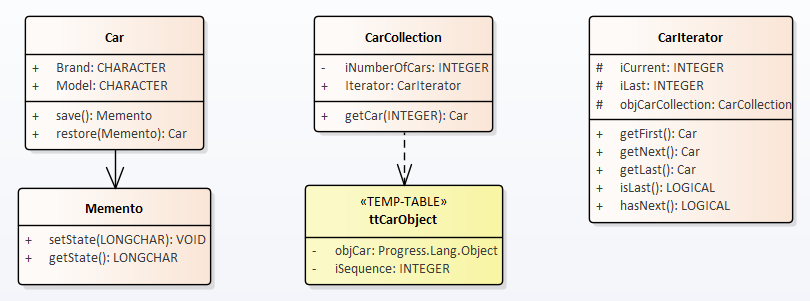 Car
+ Brand: CHARACTER
+ Model: CHARACTER
+ save(): Memento
+ restore(Memento): Car
Memento
+ setState(LONGCHAR): VOID
+ getState(): LONGCHAR
CarCollection
- iNumberOfCars: INTEGER
+ Iterator: CarIterator
+ getCar(INTEGER): Car
«TEMP-TABLE»
ttCarObject
- objCar: Progress.Lang.Object
- iSequence: INTEGER
CarIterator
# iCurrent: INTEGER
# iLast: INTEGER
# objCarCollection: CarCollection
+ getFirst(): Car
+ getNext(): Car
+ getLast(): Car
+ isLast(): LOGICAL
+ hasNext(): LOGICAL